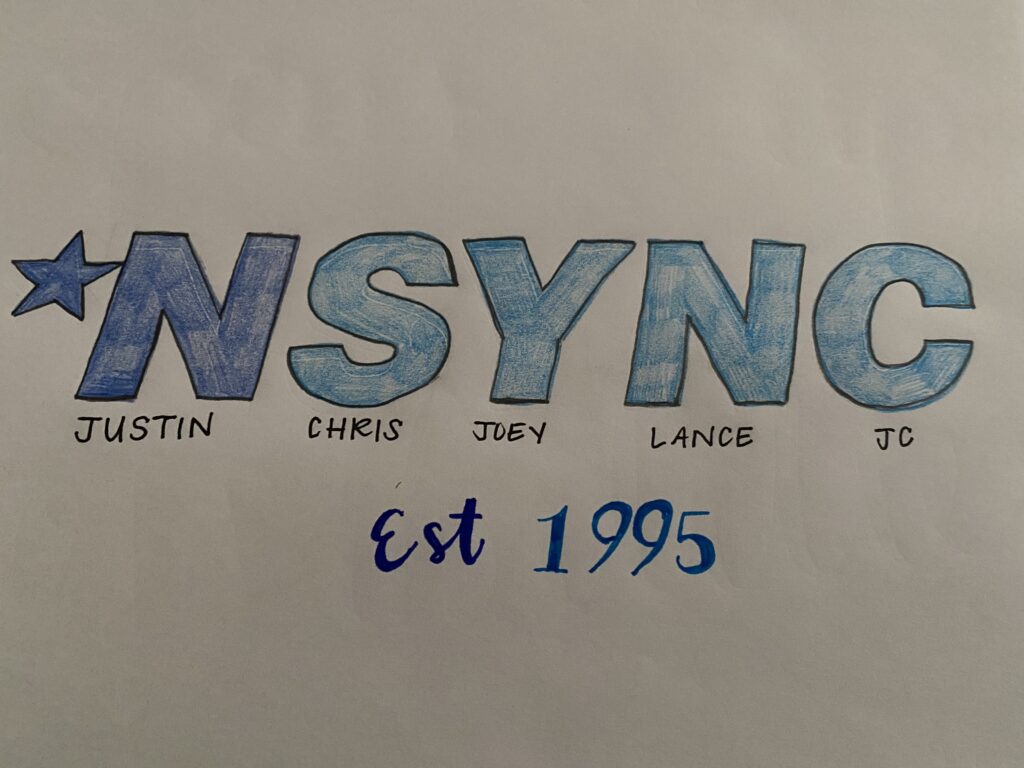 ★NSYNC
JUSTIN CHRIS JOEY LANCE JC
Est 1995